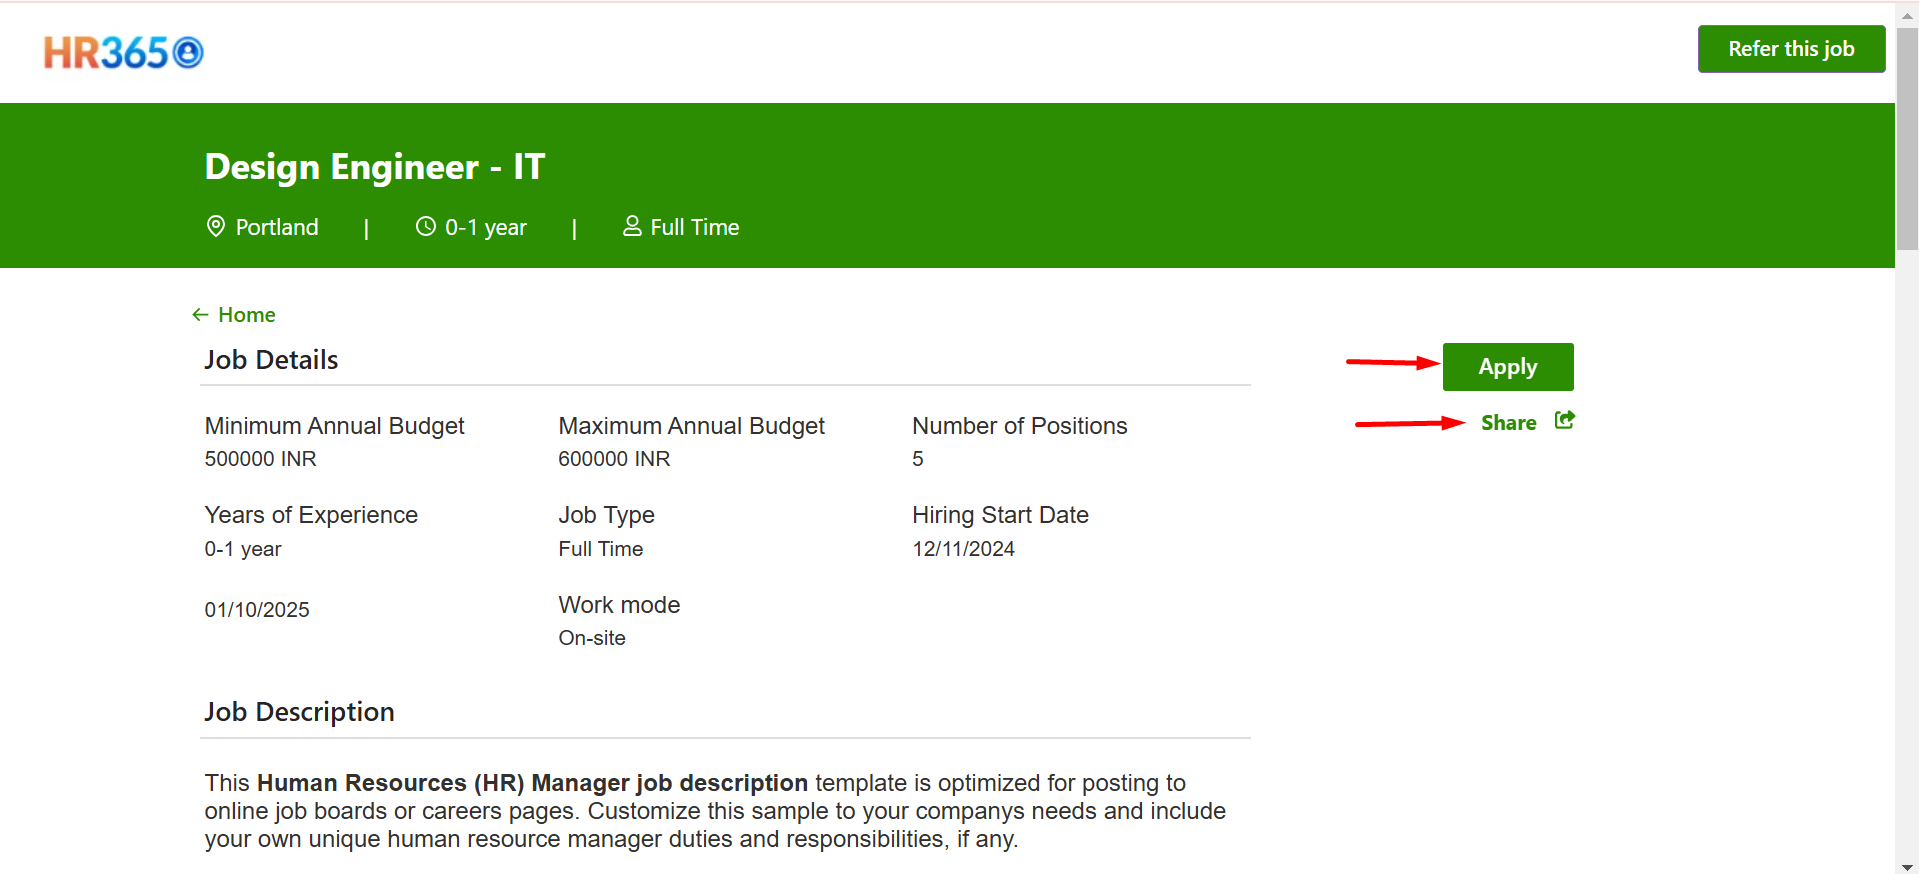 HR365
Refer this job
Design Engineer - IT
Portland | 0-1 year | Full Time
← Home
Job Details
Apply
Share
Minimum Annual Budget Maximum Annual Budget Number of Positions
500000 INR 600000 INR 5
Years of Experience Job Type Hiring Start Date
0-1 year Full Time 12/11/2024
Work mode
01/10/2025
On-site
Job Description
This Human Resources (HR) Manager job description template is optimized for posting to
online job boards or careers pages. Customize this sample to your companys needs and include
your own unique human resource manager duties and responsibilities, if any.